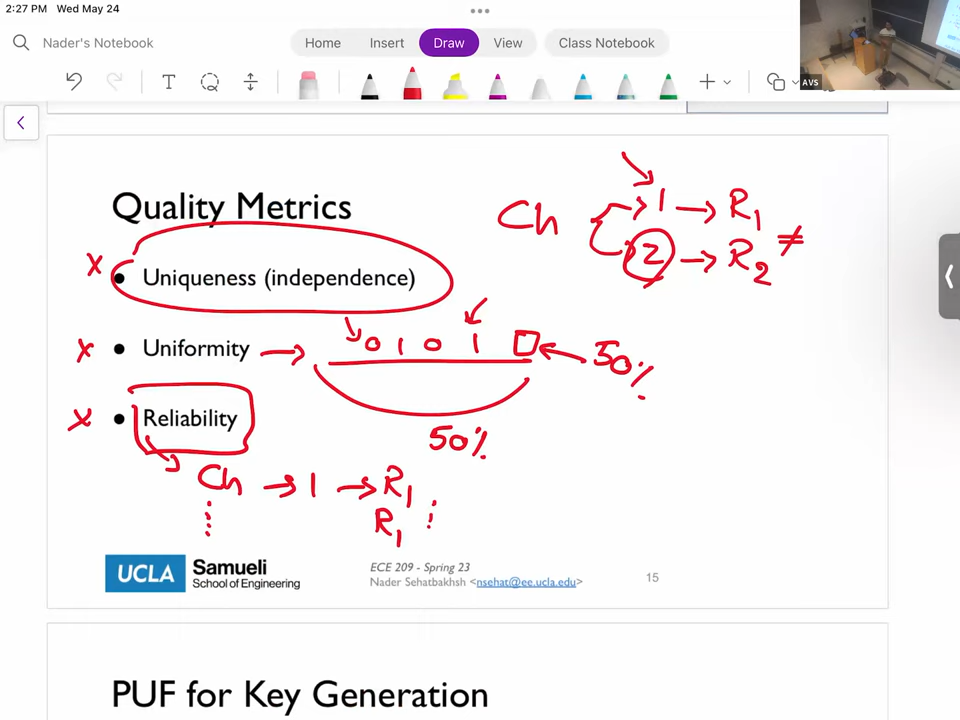 2:27 PM Wed May 24
Nader's Notebook
Home Insert Draw View Class Notebook
T
AVS
Quality Metrics
Ch → 1 → R1
2 → R2 ≠
x • Uniqueness (independence)
x • Uniformity → 0 1 0 1 □ ← 50%
50%
x • Reliability
Ch → 1 → R1
R1
UCLA Samueli
School of Engineering
ECE 209 - Spring 23
Nader Sehatbakhsh <nsehat@ee.ucla.edu>
15
PUF for Key Generation